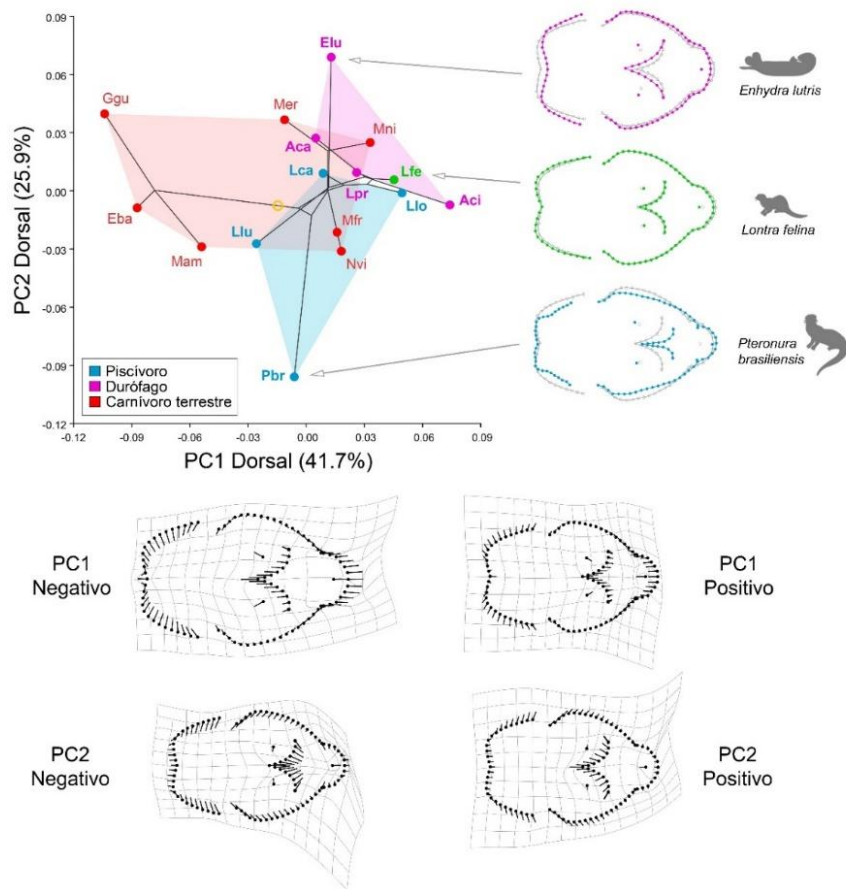 PC2 Dorsal (25.9%)
0.09
0.06
0.03
0.00
-0.03
-0.06
-0.09
-0.12
-0.12
-0.09
-0.06
-0.03
0.00
0.03
0.06
0.09
PC1 Dorsal (41.7%)
Elu
Ggu
Mer
Mni
Aca
Lca
Lfe
Lpr
Llo
Aci
Eba
Mam
Llu
Mfr
Nvi
Pbr
Piscívoro
Durófago
Carnívoro terrestre
Enhydra lutris
Lontra felina
Pteronura
brasiliensis
PC1
Negativo
PC1
Positivo
PC2
Negativo
PC2
Positivo